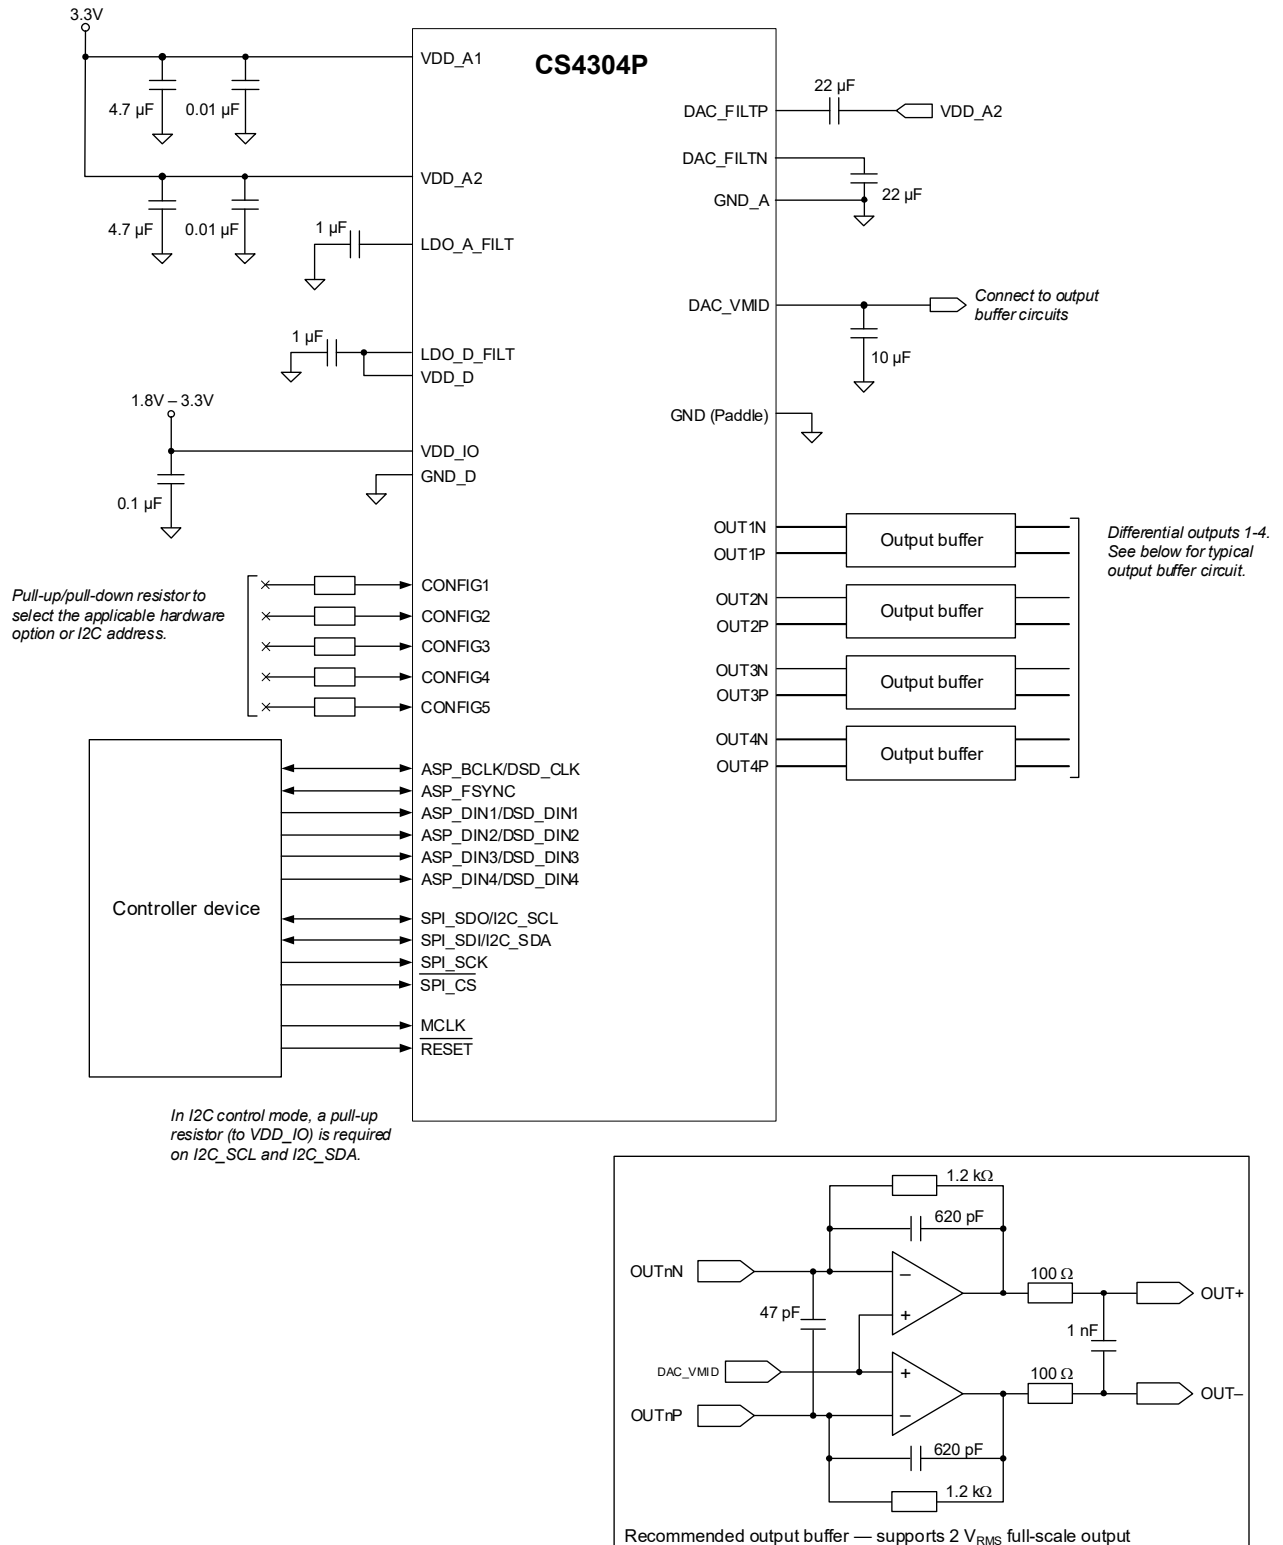 3.3V
CS4304P
VDD_A1
4.7 µF
0.01 µF
VDD_A2
4.7 µF
0.01 µF
1 µF
LDO_A_FILT
1 µF
LDO_D_FILT
VDD_D
1.8V – 3.3V
VDD_IO
GND_D
0.1 µF
22 µF
DAC_FILTP
VDD_A2
DAC_FILTN
22 µF
GND_A
DAC_VMID
Connect to output
buffer circuits
10 µF
GND (Paddle)
OUT1N
OUT1P
Output buffer
OUT2N
OUT2P
Output buffer
OUT3N
OUT3P
Output buffer
OUT4N
OUT4P
Output buffer
Differential outputs 1-4.
See below for typical
output buffer circuit.
Pull-up/pull-down resistor to
select the applicable hardware
option or I2C address.
CONFIG1
CONFIG2
CONFIG3
CONFIG4
CONFIG5
Controller device
ASP_BCLK/DSD_CLK
ASP_FSYNC
ASP_DIN1/DSD_DIN1
ASP_DIN2/DSD_DIN2
ASP_DIN3/DSD_DIN3
ASP_DIN4/DSD_DIN4
SPI_SDO/I2C_SCL
SPI_SDI/I2C_SDA
SPI_SCK
SPI_CS
MCLK
RESET
In I2C control mode, a pull-up
resistor (to VDD_IO) is required
on I2C_SCL and I2C_SDA.
1.2 kΩ
620 pF
OUTnN
−
+
100 Ω
OUT+
47 pF
1 nF
DAC_VMID
+
−
100 Ω
OUT–
OUTnP
620 pF
1.2 kΩ
Recommended output buffer — supports 2 VRMS full-scale output